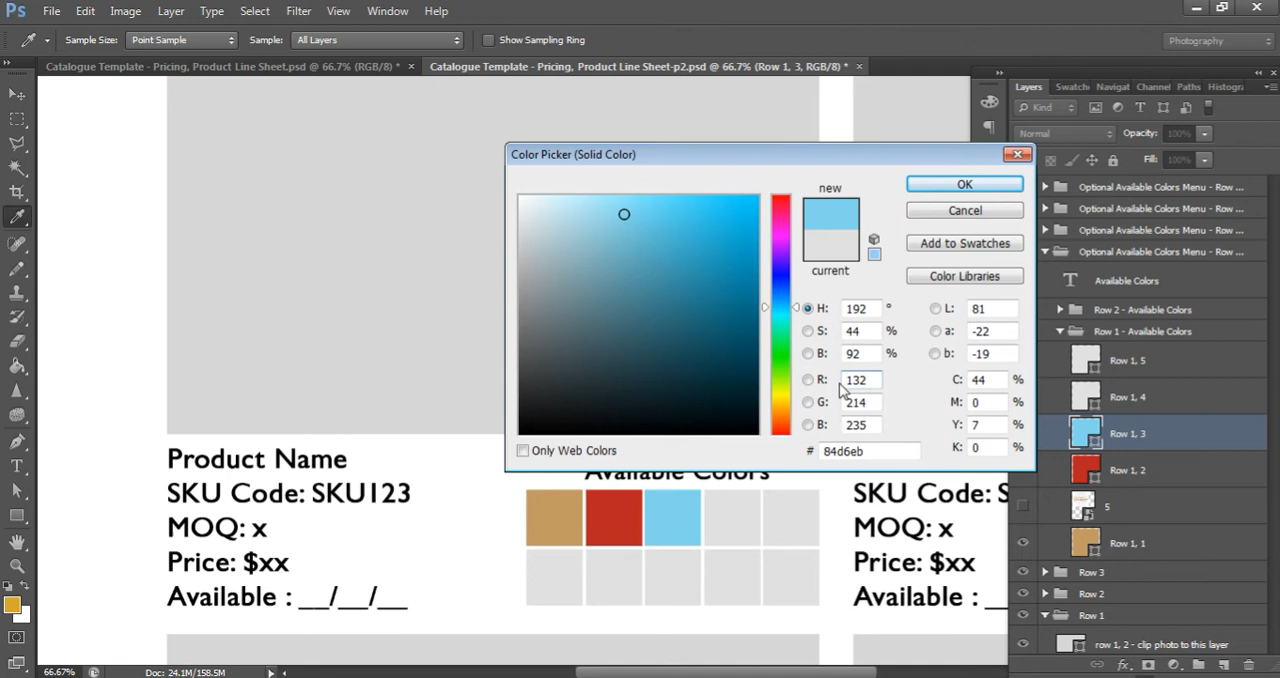 Ps File Edit Image Layer Type Select Filter View Window Help
Sample Size: Point Sample Sample: All Layers Show Sampling Ring Photography
Catalogue Template - Pricing, Product Line Sheet.psd @ 66.7% (RGB/8) * × Catalogue Template - Pricing, Product Line Sheet-p2.psd @ 66.7% (Row 1, 3, RGB/8) * ×
Layers Swatch Navigat Channel Paths Histogra
Kind
Normal Opacity: 100%
Fill: 100%
Color Picker (Solid Color)
new
current
OK
Cancel
Add to Swatches
Color Libraries
H: 192 ° L: 81
S: 44 % a: -22
B: 92 % b: -19
R: 132 C: 44 %
G: 214 M: 0 %
B: 235 Y: 7 %
# 84d6eb K: 0 %
Only Web Colors
Optional Available Colors Menu - Row ...
Optional Available Colors Menu - Row ...
Optional Available Colors Menu - Row ...
Optional Available Colors Menu - Row ...
T Available Colors
Row 2 - Available Colors
Row 1 - Available Colors
Row 1, 5
Row 1, 4
Row 1, 3
Row 1, 2
5
Row 1, 1
Row 3
Row 2
Row 1
row 1, 2 - clip photo to this layer
Product Name
SKU Code: SKU123
MOQ: x
Price: $xx
Available : __/__/__
Available Colors
SKU Code: S
MOQ: x
Price: $xx
Available : __/
66.67% Doc: 24.1M/158.5M